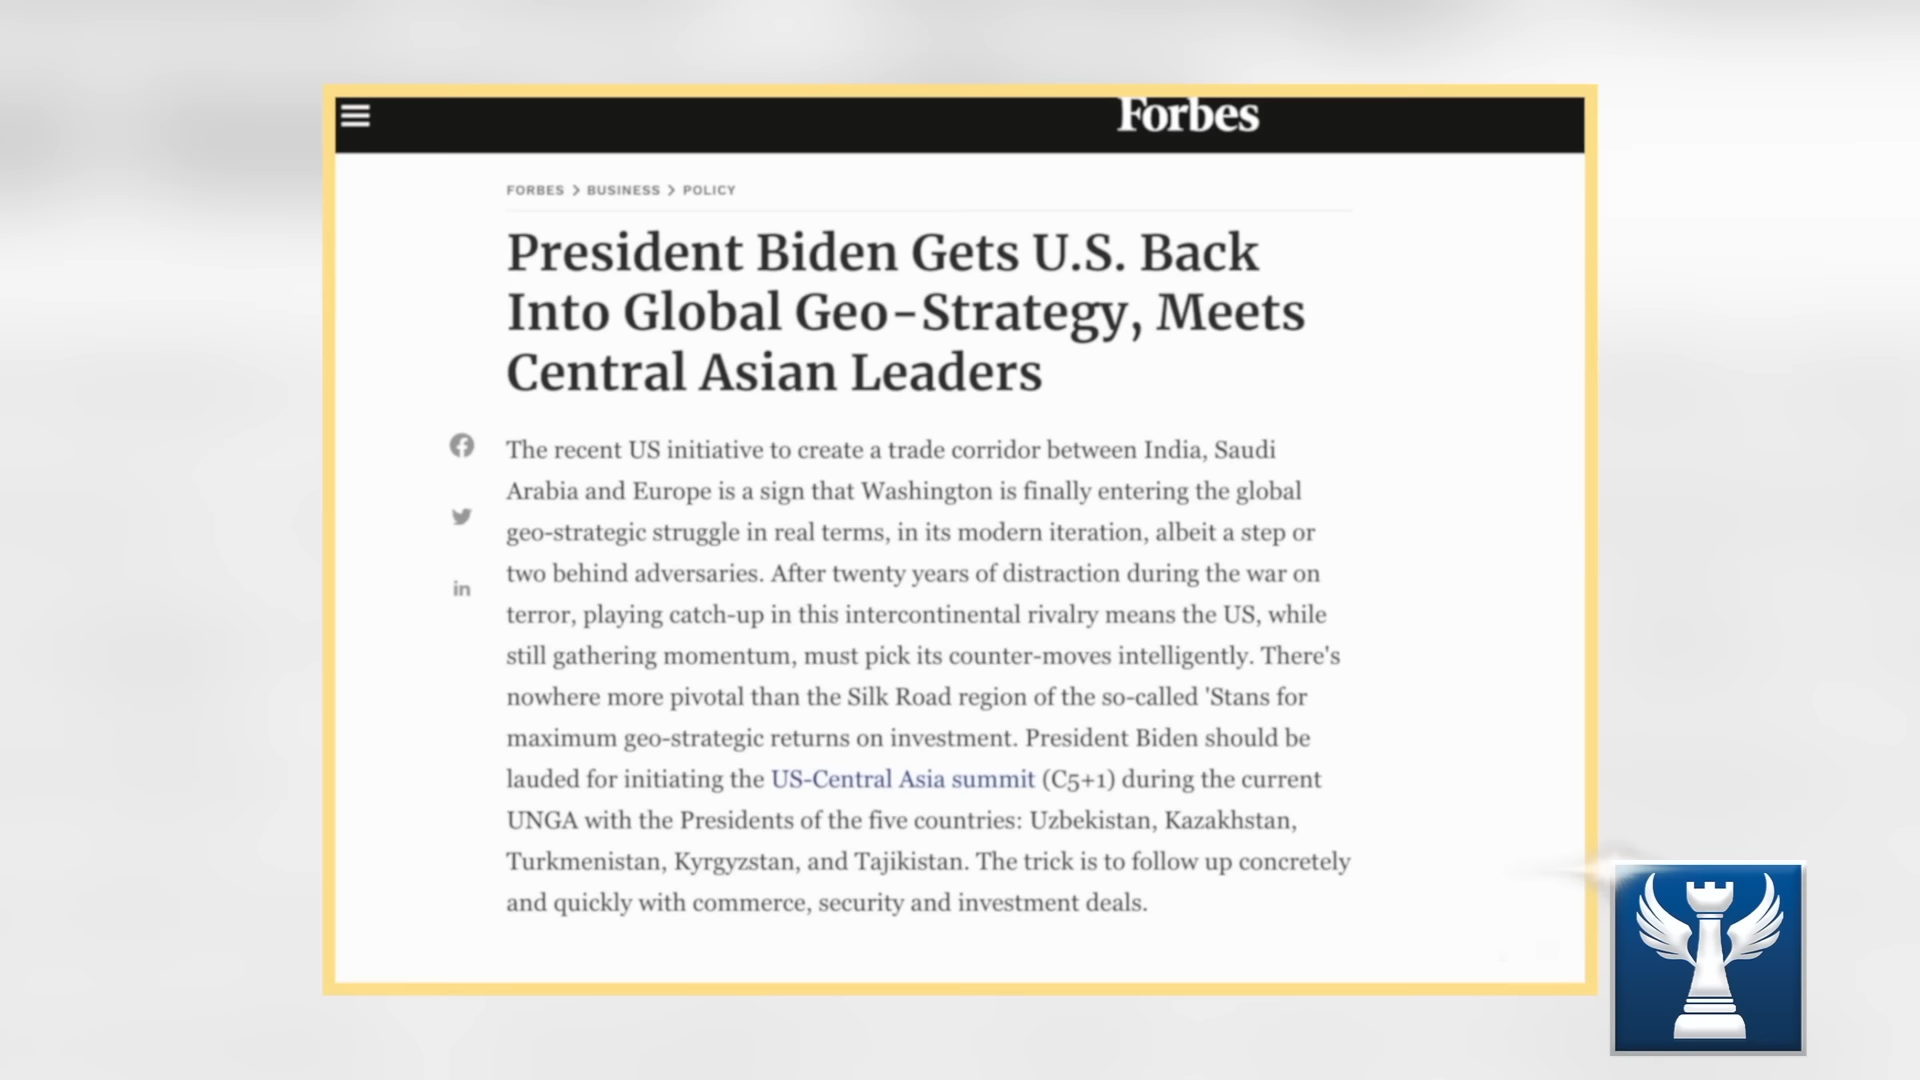 Forbes
FORBES > BUSINESS > POLICY
President Biden Gets U.S. Back
Into Global Geo-Strategy, Meets
Central Asian Leaders
The recent US initiative to create a trade corridor between India, Saudi
Arabia and Europe is a sign that Washington is finally entering the global
geo-strategic struggle in real terms, in its modern iteration, albeit a step or
two behind adversaries. After twenty years of distraction during the war on
terror, playing catch-up in this intercontinental rivalry means the US, while
still gathering momentum, must pick its counter-moves intelligently. There's
nowhere more pivotal than the Silk Road region of the so-called 'Stans for
maximum geo-strategic returns on investment. President Biden should be
lauded for initiating the US-Central Asia summit (C5+1) during the current
UNGA with the Presidents of the five countries: Uzbekistan, Kazakhstan,
Turkmenistan, Kyrgyzstan, and Tajikistan. The trick is to follow up concretely
and quickly with commerce, security and investment deals.